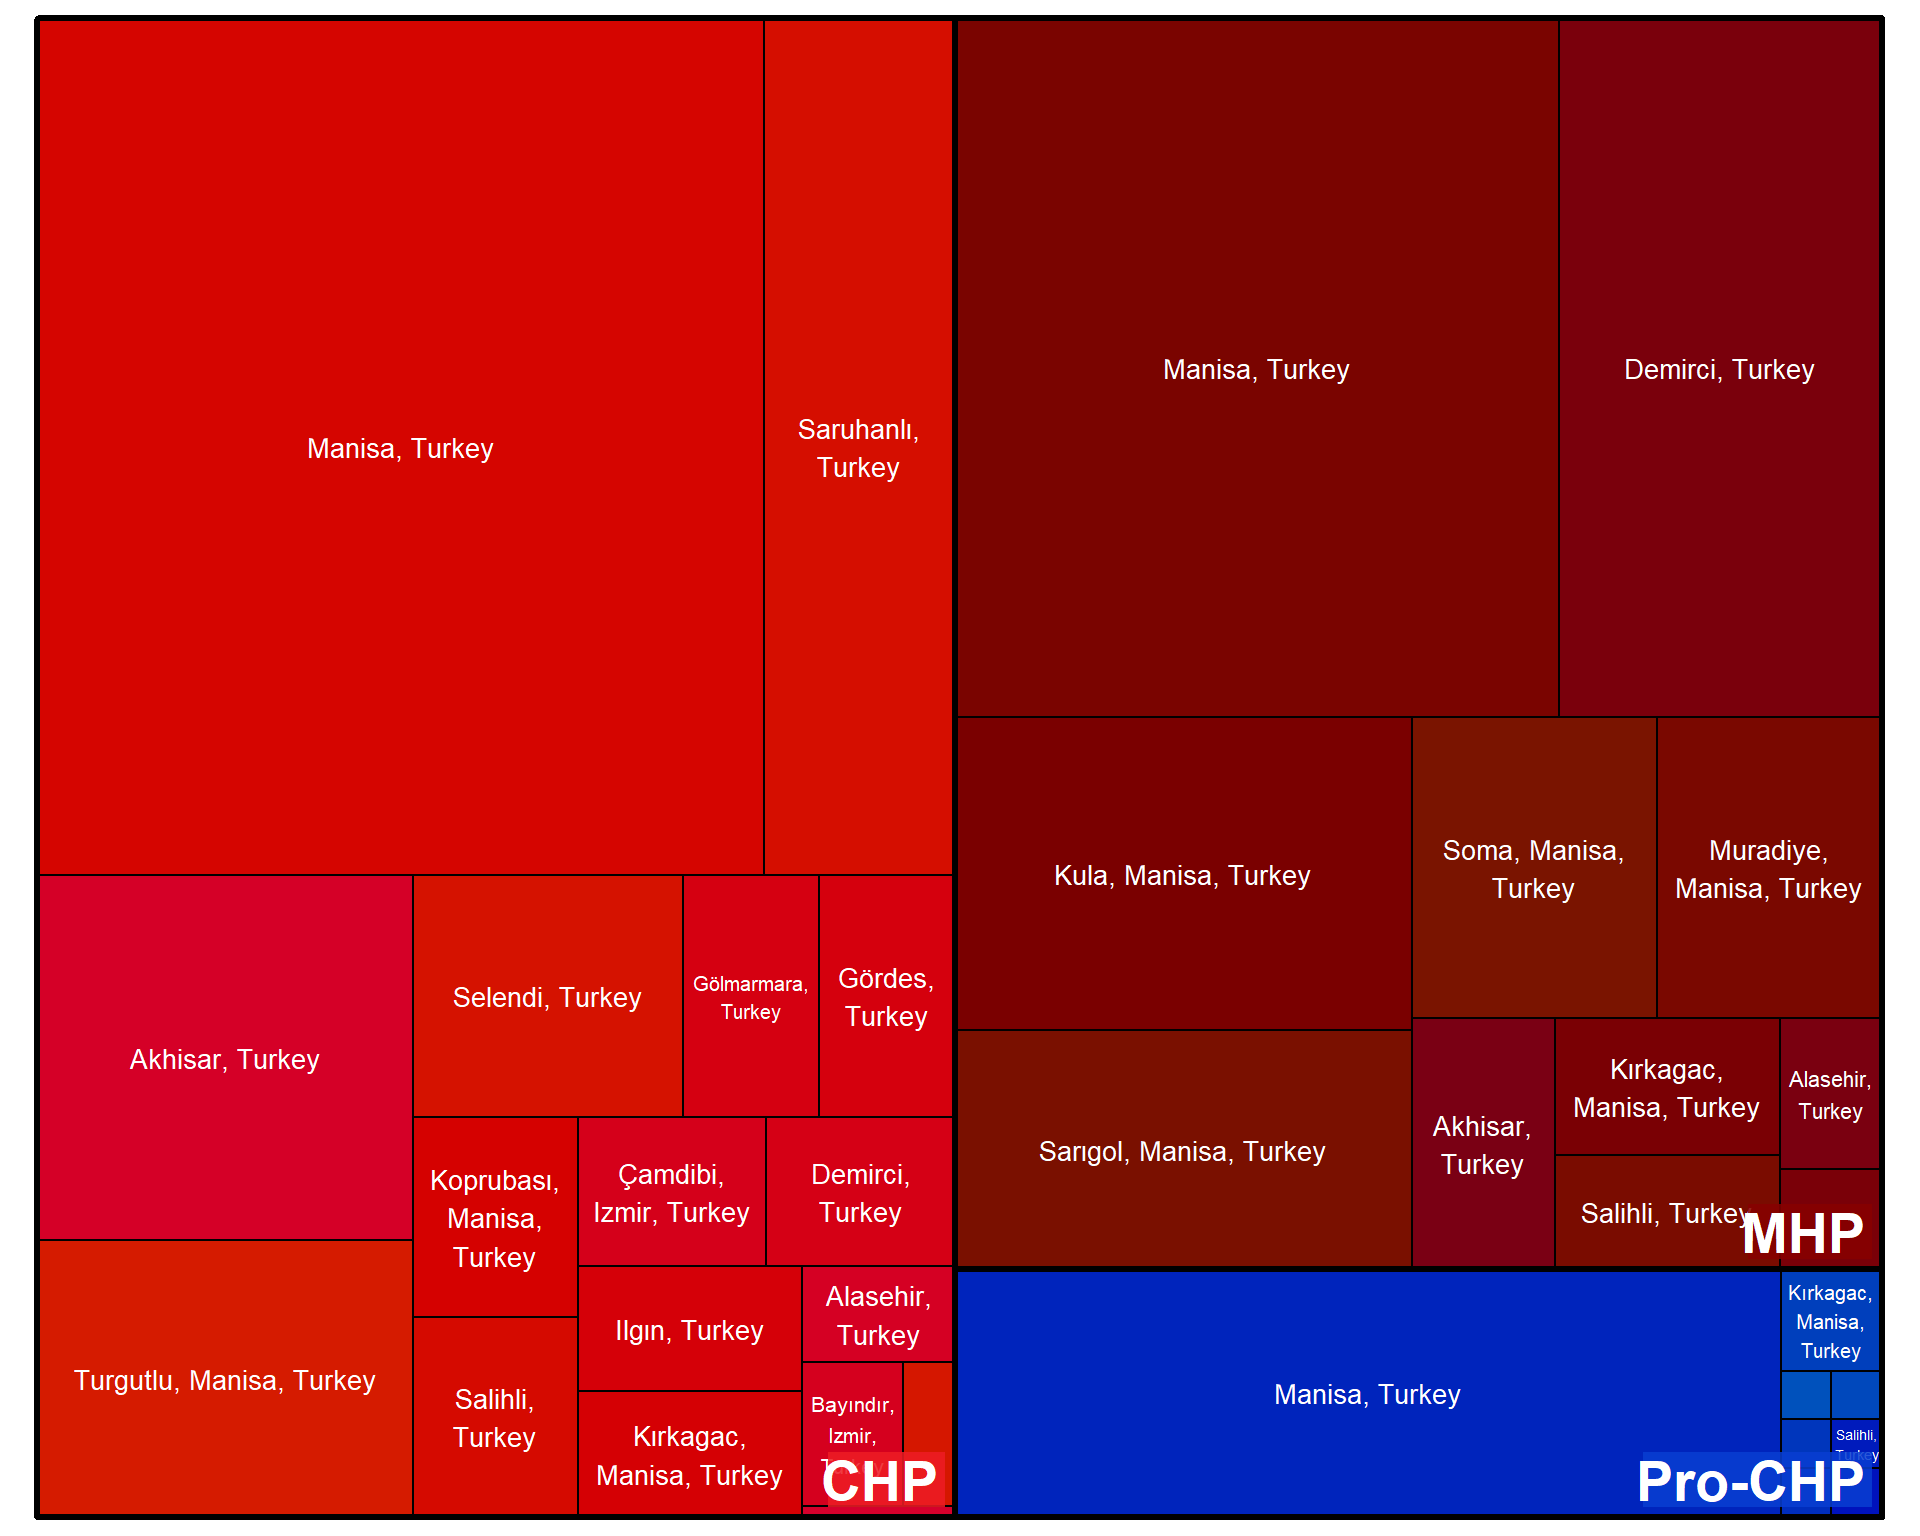 Manisa, Turkey
Saruhanlı,
Turkey
Akhisar, Turkey
Selendi, Turkey
Gölmarmara,
Turkey
Gördes,
Turkey
Koprubası,
Manisa,
Turkey
Çamdibi,
Izmir, Turkey
Demirci,
Turkey
Turgutlu, Manisa, Turkey
Salihli,
Turkey
Ilgın, Turkey
Kırkagac,
Manisa, Turkey
Alasehir,
Turkey
Bayındır,
Izmir,
CHP
Manisa, Turkey
Demirci, Turkey
Kula, Manisa, Turkey
Soma, Manisa,
Turkey
Muradiye,
Manisa, Turkey
Sarıgol, Manisa, Turkey
Akhisar,
Turkey
Kırkagac,
Manisa, Turkey
Alasehir,
Turkey
Salihli, Turkey
MHP
Manisa, Turkey
Kırkagac,
Manisa,
Turkey
Salihli,
Turkey
Pro-CHP